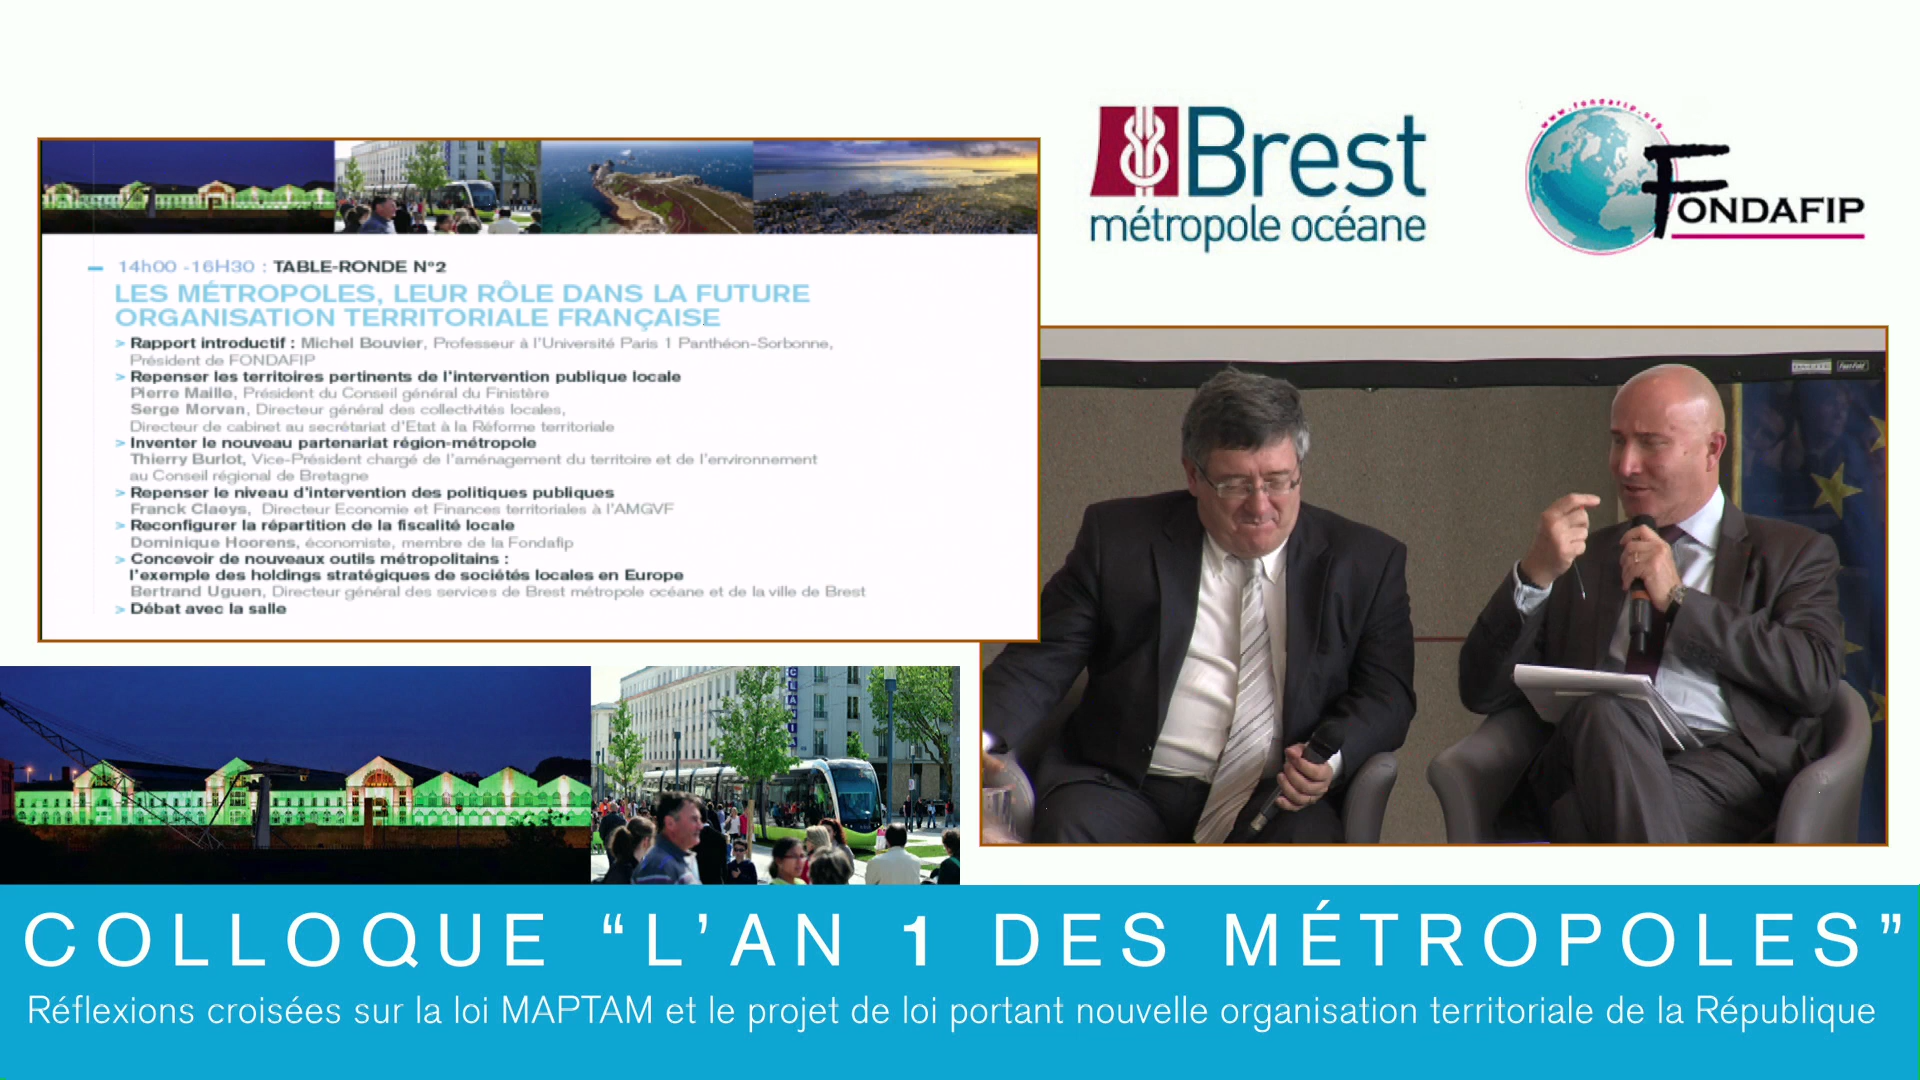 Brest
métropole océane
www.fondafip.org
FONDAFIP
14h00 -16H30 : TABLE-RONDE N°2
LES MÉTROPOLES, LEUR RÔLE DANS LA FUTURE
ORGANISATION TERRITORIALE FRANÇAISE
> Rapport introductif : Michel Bouvier, Professeur à l'Université Paris 1 Panthéon-Sorbonne,
Président de FONDAFIP
> Repenser les territoires pertinents de l'intervention publique locale
Pierre Maille, Président du Conseil général du Finistère
Serge Morvan, Directeur général des collectivités locales,
Directeur de cabinet au secrétariat d'Etat à la Réforme territoriale
> Inventer le nouveau partenariat région-métropole
Thierry Burlot, Vice-Président chargé de l'aménagement du territoire et de l'environnement
au Conseil régional de Bretagne
> Repenser le niveau d'intervention des politiques publiques
Franck Claeys, Directeur Economie et Finances territoriales à l'AMGVF
> Reconfigurer la répartition de la fiscalité locale
Dominique Hoorens, économiste, membre de la Fondafip
> Concevoir de nouveaux outils métropolitains :
l'exemple des holdings stratégiques de sociétés locales en Europe
Bertrand Uguen, Directeur général des services de Brest métropole océane et de la ville de Brest
> Débat avec la salle
COLLOQUE “L’AN 1 DES MÉTROPOLES”
Réflexions croisées sur la loi MAPTAM et le projet de loi portant nouvelle organisation territoriale de la République